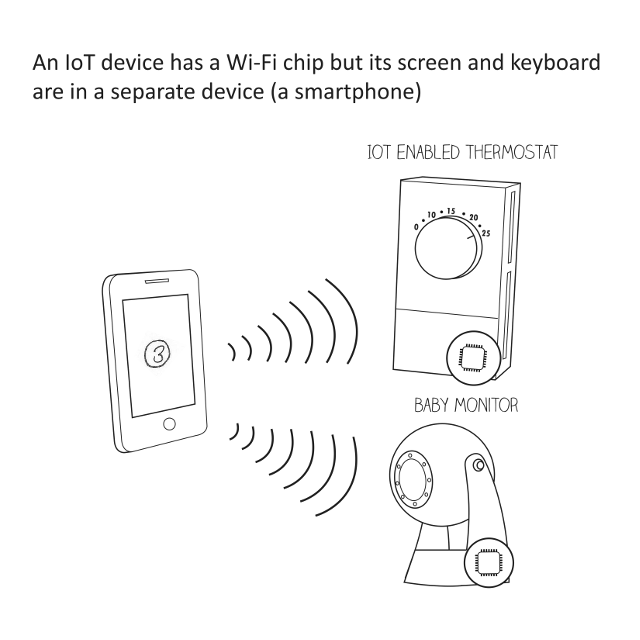 An IoT device has a Wi-Fi chip but its screen and keyboard
are in a separate device (a smartphone)
IOT ENABLED THERMOSTAT
0 10 15 20 25
3
BABY MONITOR